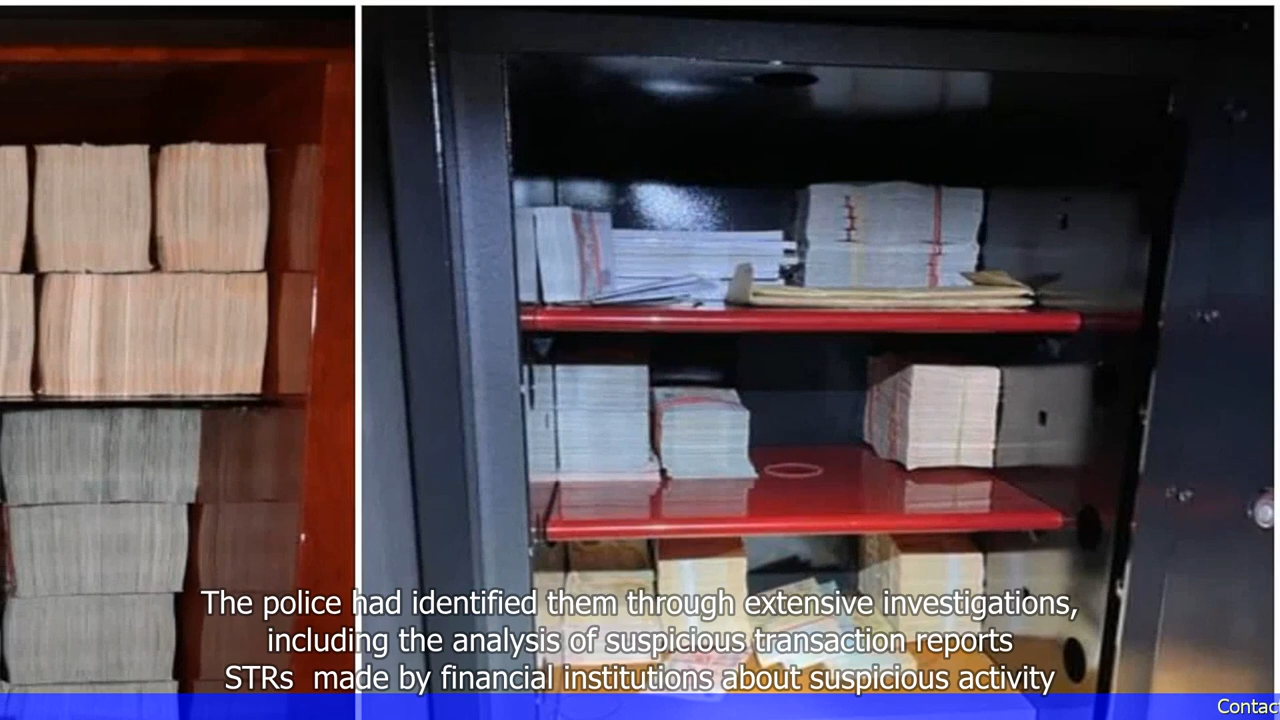 The police had identified them through extensive investigations,
including the analysis of suspicious transaction reports
STRs  made by financial institutions about suspicious activity
Contac